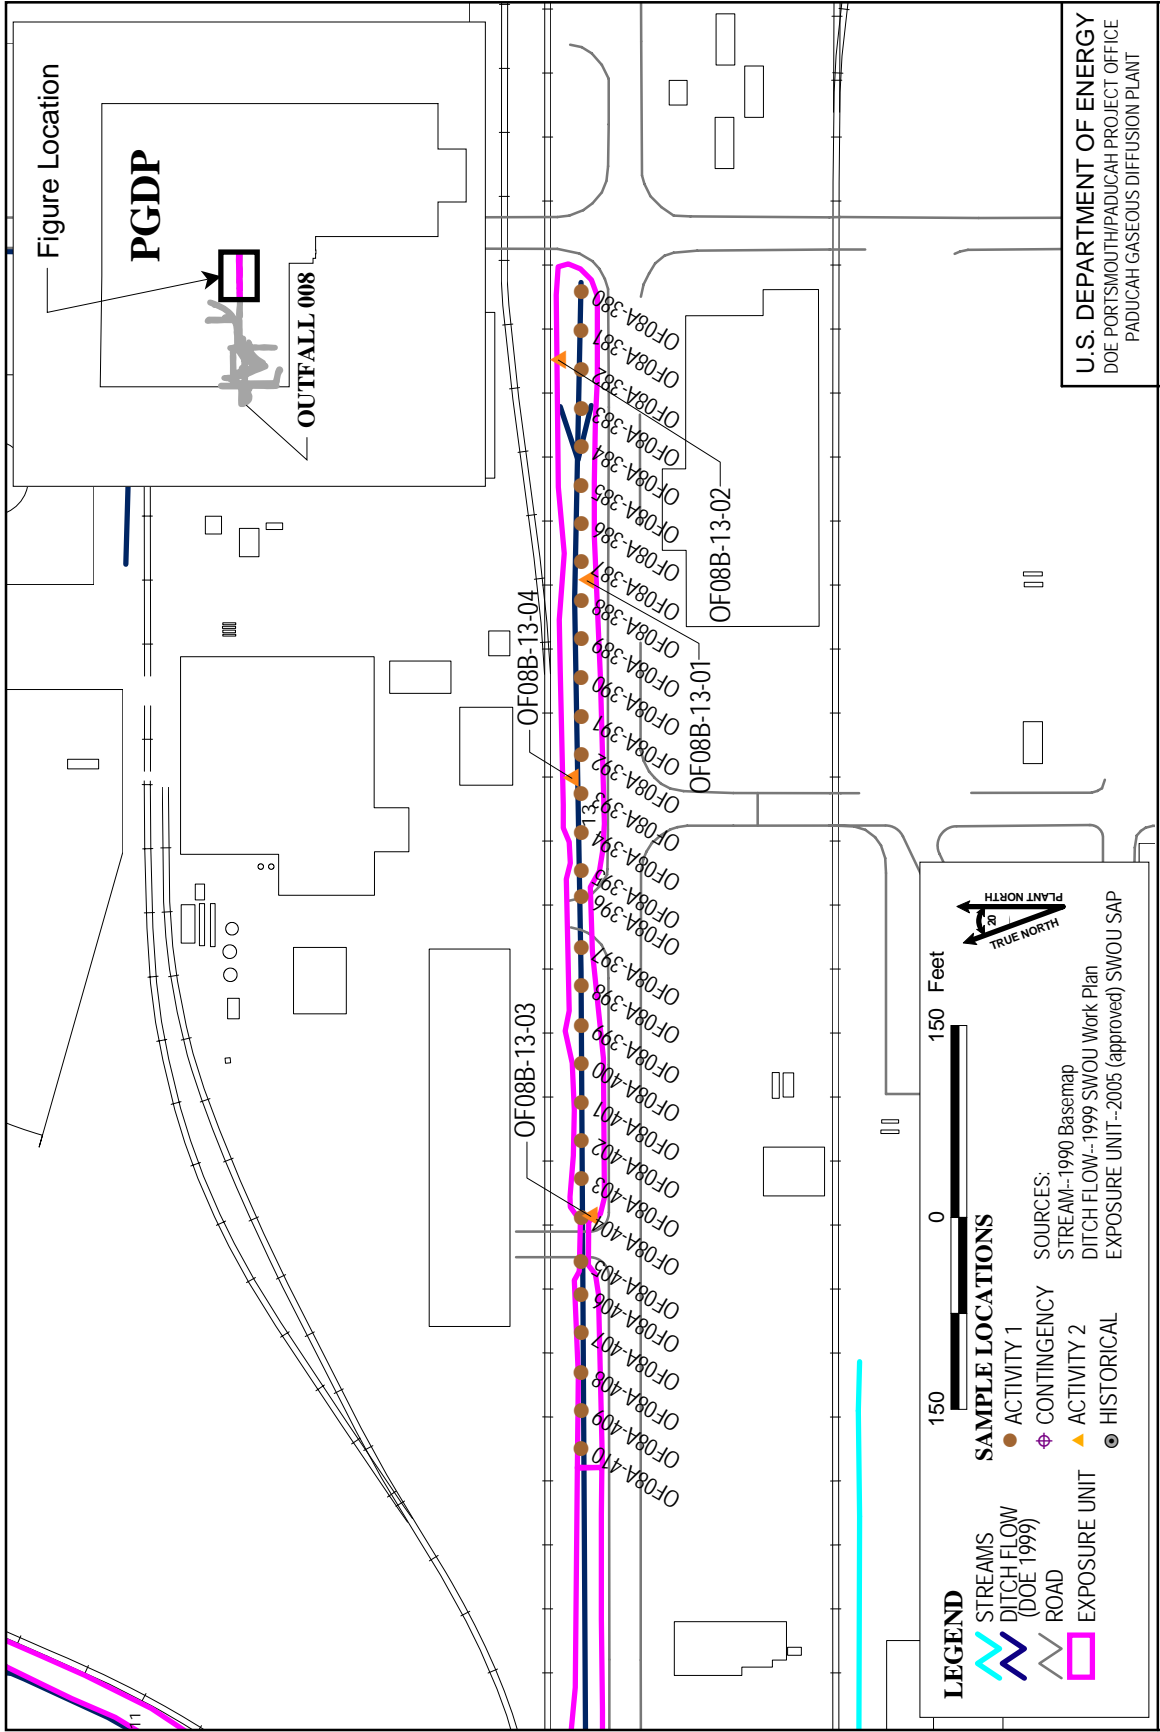 Figure Location
PGDP
OUTFALL 008
OF08B-13-03
OF08B-13-04
OF08B-13-01
OF08B-13-02
OF08A-410
OF08A-409
OF08A-408
OF08A-407
OF08A-406
OF08A-405
OF08A-404
OF08A-403
OF08A-402
OF08A-401
OF08A-400
OF08A-399
OF08A-398
OF08A-397
OF08A-396
OF08A-395
OF08A-394
OF08A-393
OF08A-392
OF08A-391
OF08A-390
OF08A-389
OF08A-388
OF08A-387
OF08A-386
OF08A-385
OF08A-384
OF08A-383
OF08A-382
OF08A-381
OF08A-380
11
13
LEGEND
STREAMS
DITCH FLOW
(DOE 1999)
ROAD
EXPOSURE UNIT
150 0 150 Feet
SAMPLE LOCATIONS
ACTIVITY 1
CONTINGENCY
ACTIVITY 2
HISTORICAL
SOURCES:
STREAM--1990 Basemap
DITCH FLOW--1999 SWOU Work Plan
EXPOSURE UNIT--2005 (approved) SWOU SAP
TRUE NORTH
20
PLANT NORTH
U.S. DEPARTMENT OF ENERGY
DOE PORTSMOUTH/PADUCAH PROJECT OFFICE
PADUCAH GASEOUS DIFFUSION PLANT